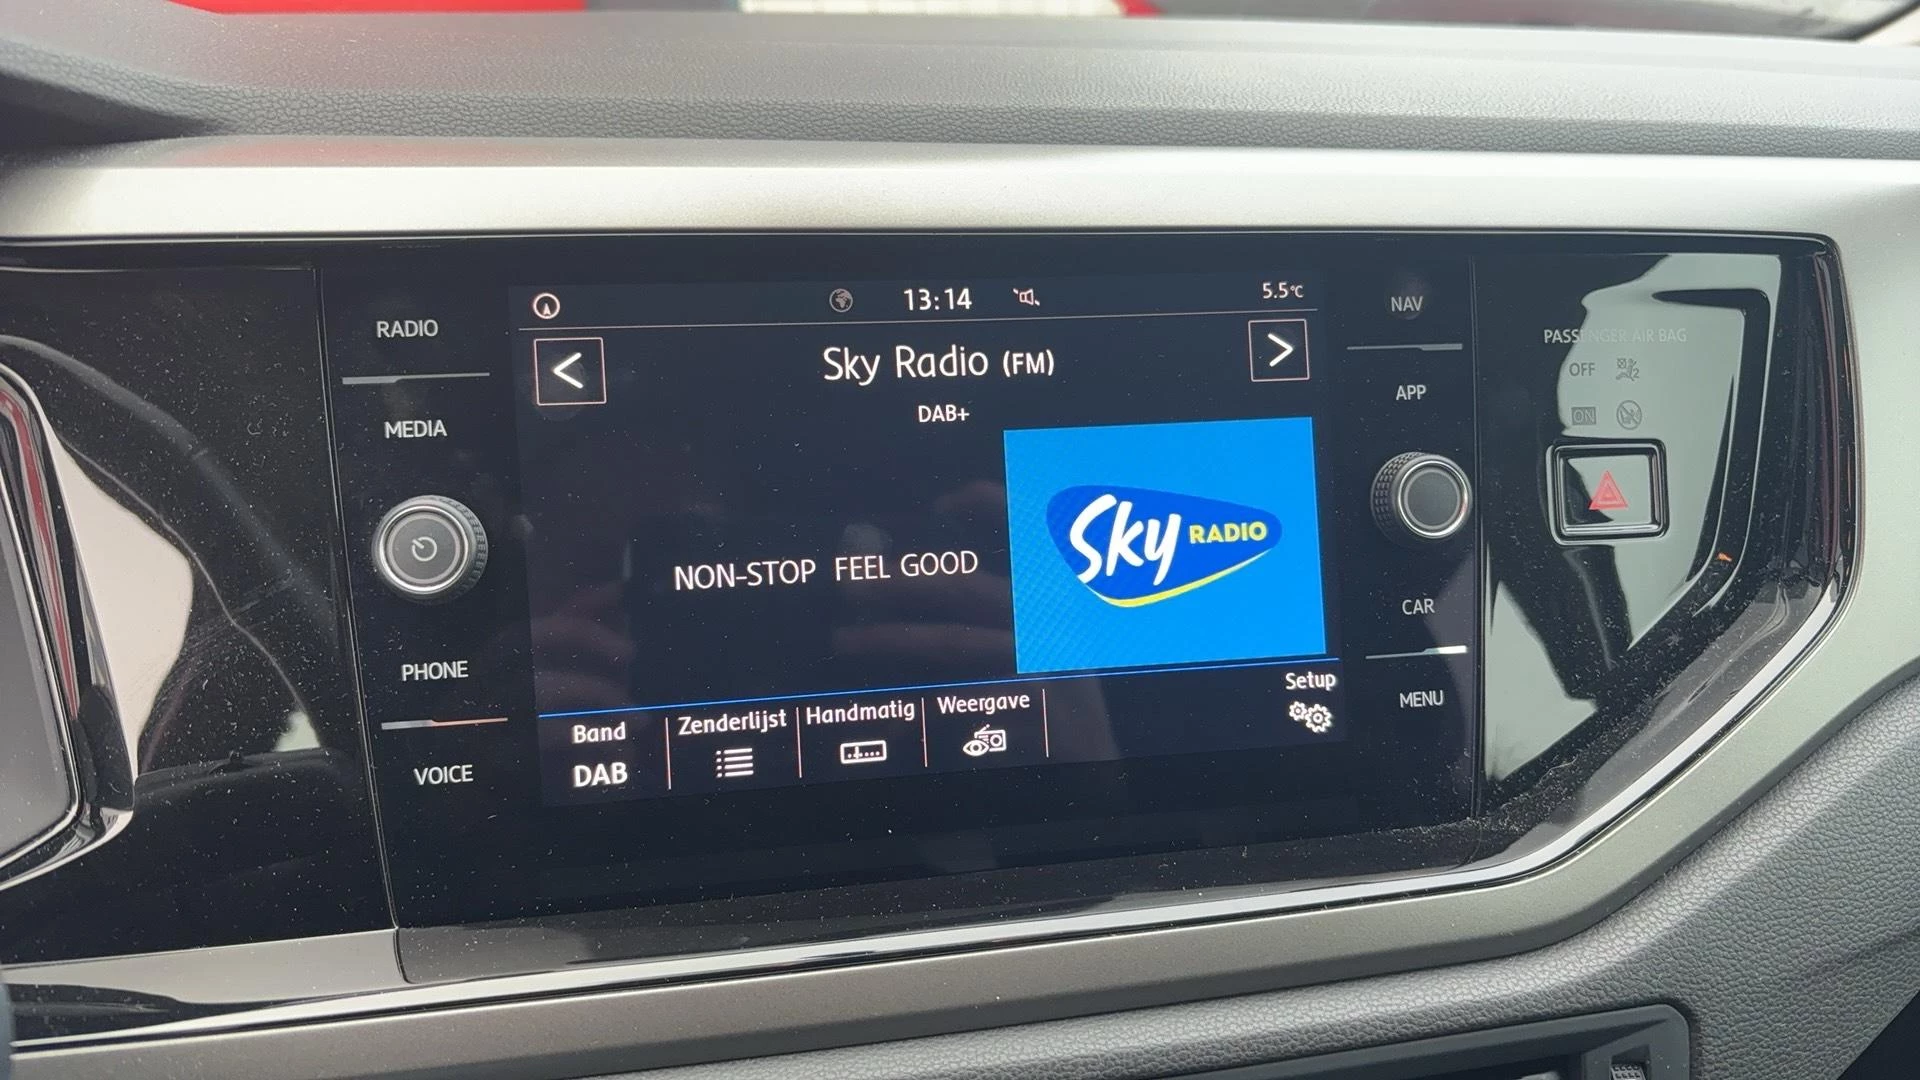 RADIO
MEDIA
PHONE
VOICE
13:14
5.5°C
Sky Radio (FM)
DAB+
NON-STOP FEEL GOOD
Sky RADIO
Band
DAB
Zenderlijst
Handmatig
Weergave
Setup
NAV
APP
CAR
MENU
PASSENGER AIR BAG
OFF
ON